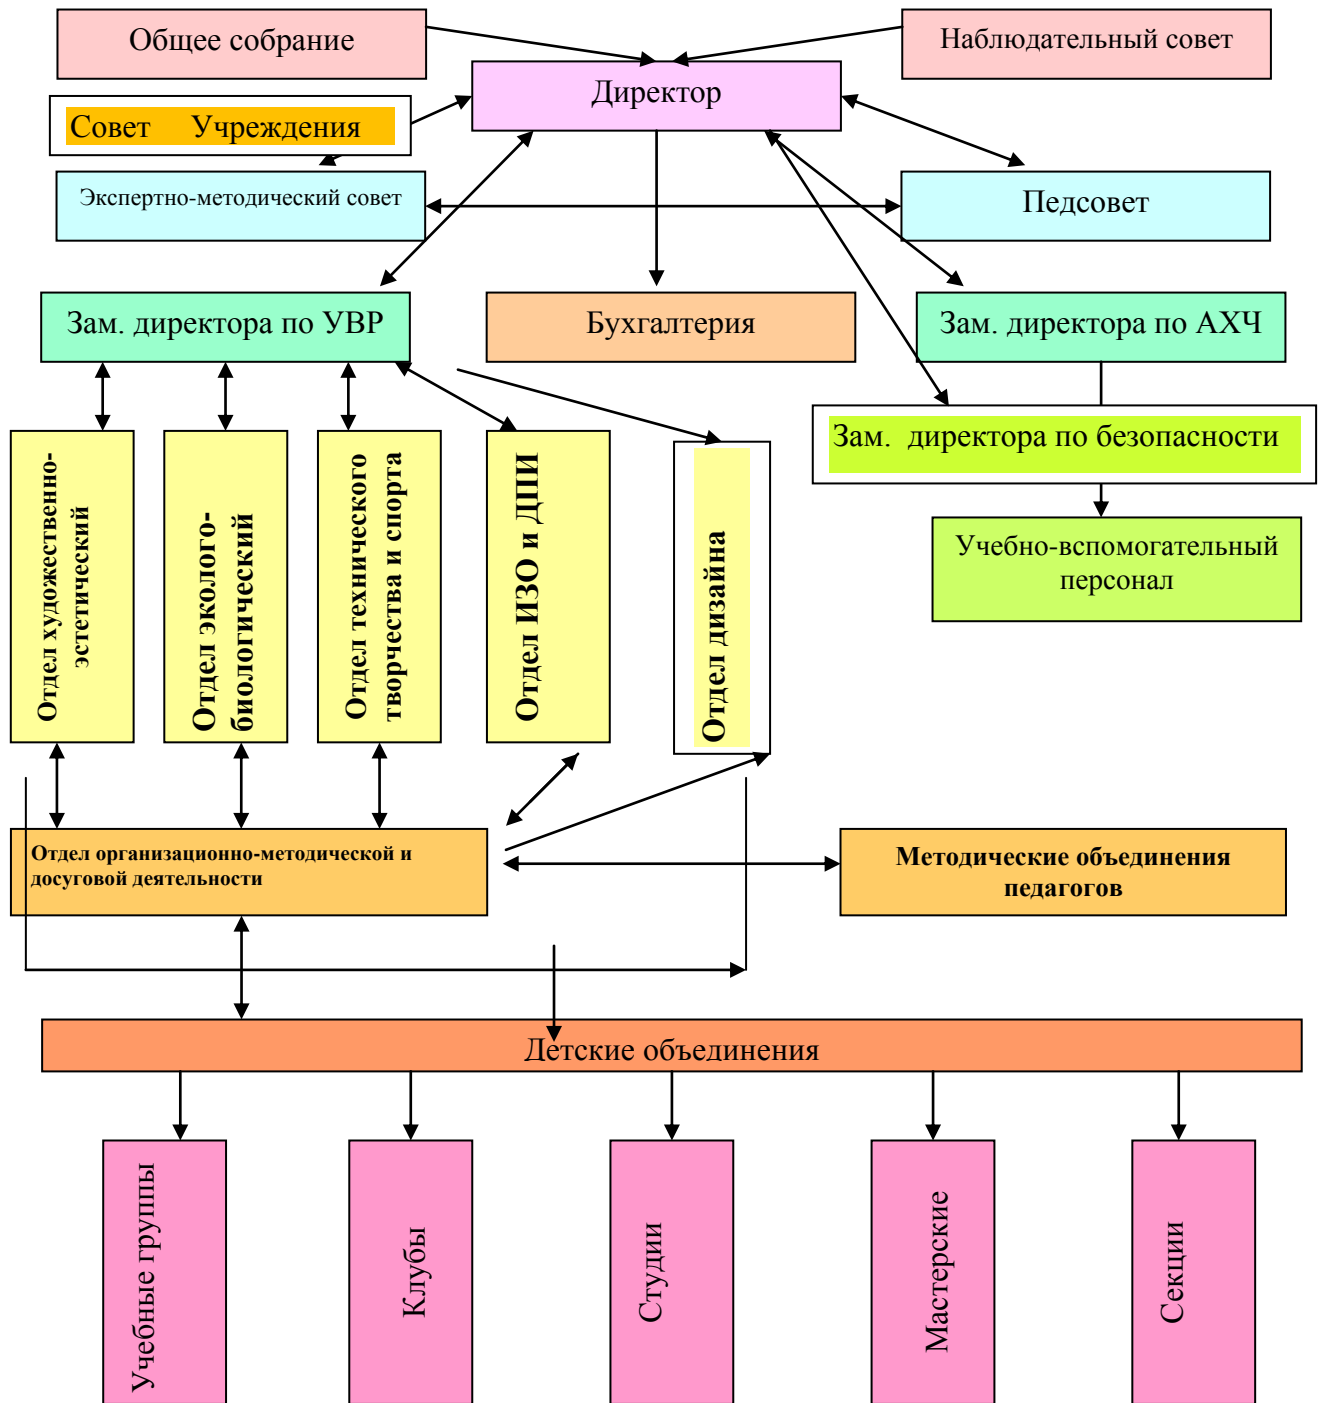 Общее собрание
Наблюдательный совет
Директор
Совет Учреждения
Экспертно-методический совет
Педсовет
Зам. директора по УВР
Бухгалтерия
Зам. директора по АХЧ
Зам. директора по безопасности
Учебно-вспомогательный
персонал
Отдел художественно-
эстетический
Отдел эколого-
биологический
Отдел технического
творчества и спорта
Отдел ИЗО и ДПИ
Отдел дизайна
Отдел организационно-методической и
досуговой деятельности
Методические объединения
педагогов
Детские объединения
Учебные группы
Клубы
Студии
Мастерские
Секции